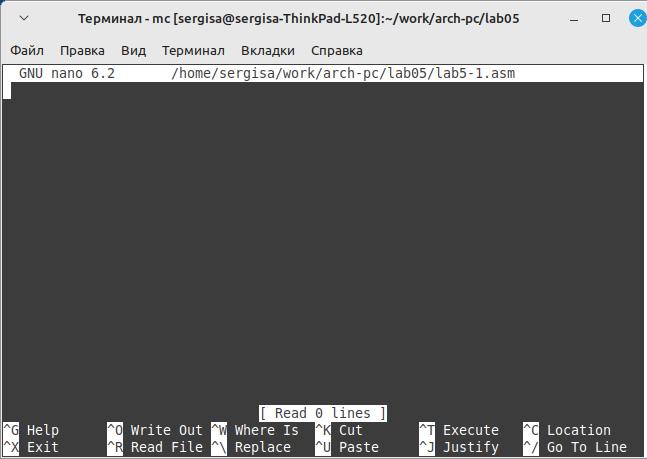 Терминал - mc [sergisa@sergisa-ThinkPad-L520]:~/work/arch-pc/lab05
Файл Правка Вид Терминал Вкладки Справка
GNU nano 6.2 /home/sergisa/work/arch-pc/lab05/lab5-1.asm
[ Read 0 lines ]
^G Help ^O Write Out ^W Where Is ^K Cut ^T Execute ^C Location
^X Exit ^R Read File ^\ Replace ^U Paste ^J Justify ^/ Go To Line